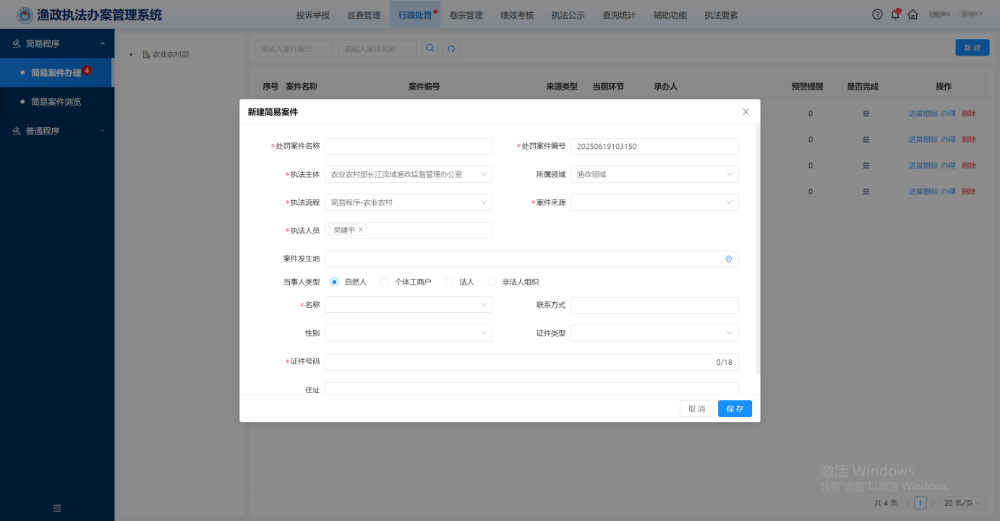 渔政执法办案管理系统
投诉举报 巡查管理 行政处罚 卷宗管理 绩效考核 执法公示 查询统计 辅助功能 执法要素
简易程序
简易案件办理 4
简易案件浏览
普通程序
农业农村部
请输入案件编号 请输入案件名称 新 建
序号 案件名称 案件编号 来源类型 当前环节 承办人 预警提醒 是否完成 操作
0 是 进度跟踪 办理 删除
0 是 进度跟踪 办理 删除
0 是 进度跟踪 办理 删除
0 是 进度跟踪 办理 删除
新建简易案件
*处罚案件名称 *处罚案件编号 20250619103150
*执法主体 农业农村部长江流域渔政监督管理办公室 所属领域 渔政领域
*执法流程 简易程序-农业农村 *案件来源
*执法人员 吴建平 ×
案件发生地
当事人类型 自然人 个体工商户 法人 非法人组织
*名称 联系方式
性别 证件类型
*证件号码 0/18
住址
取 消 保 存
激活 Windows
转到"设置"以激活 Windows。
共 4 条 < 1 > 20 条/页